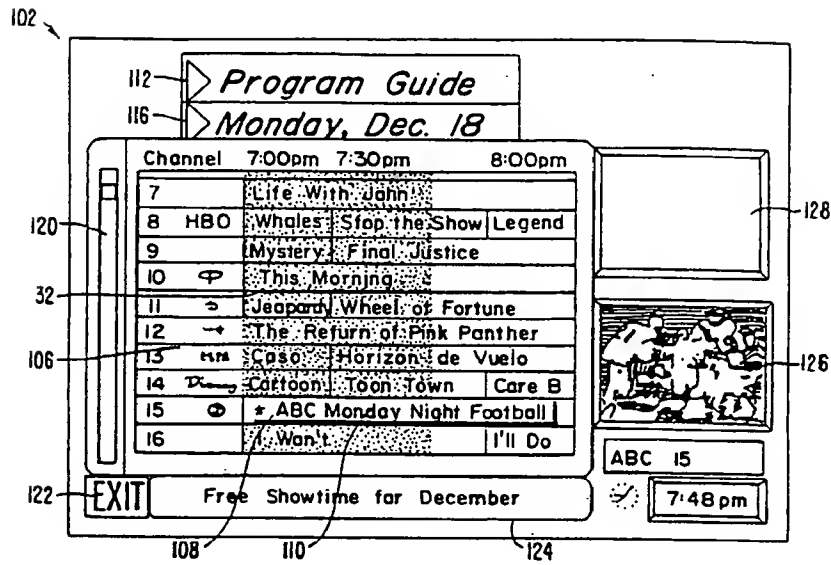 102
112
Program Guide
116
Monday, Dec. 18
Channel 7:00pm 7:30pm 8:00pm
7 Life With John
120
8 HBO Whales Stop the Show Legend
128
9 Mystery Final Justice
10 This Morning
32
11 Jeopardy Wheel of Fortune
12 The Return of Pink Panther
106
13 Caso Horizon de Vuelo
126
14 Disney Cartoon Toon Town Care B
15 * ABC Monday Night Football
16 I Wan't I'll Do
ABC 15
122
EXIT Free Showtime for December
7:48pm
108 110 124